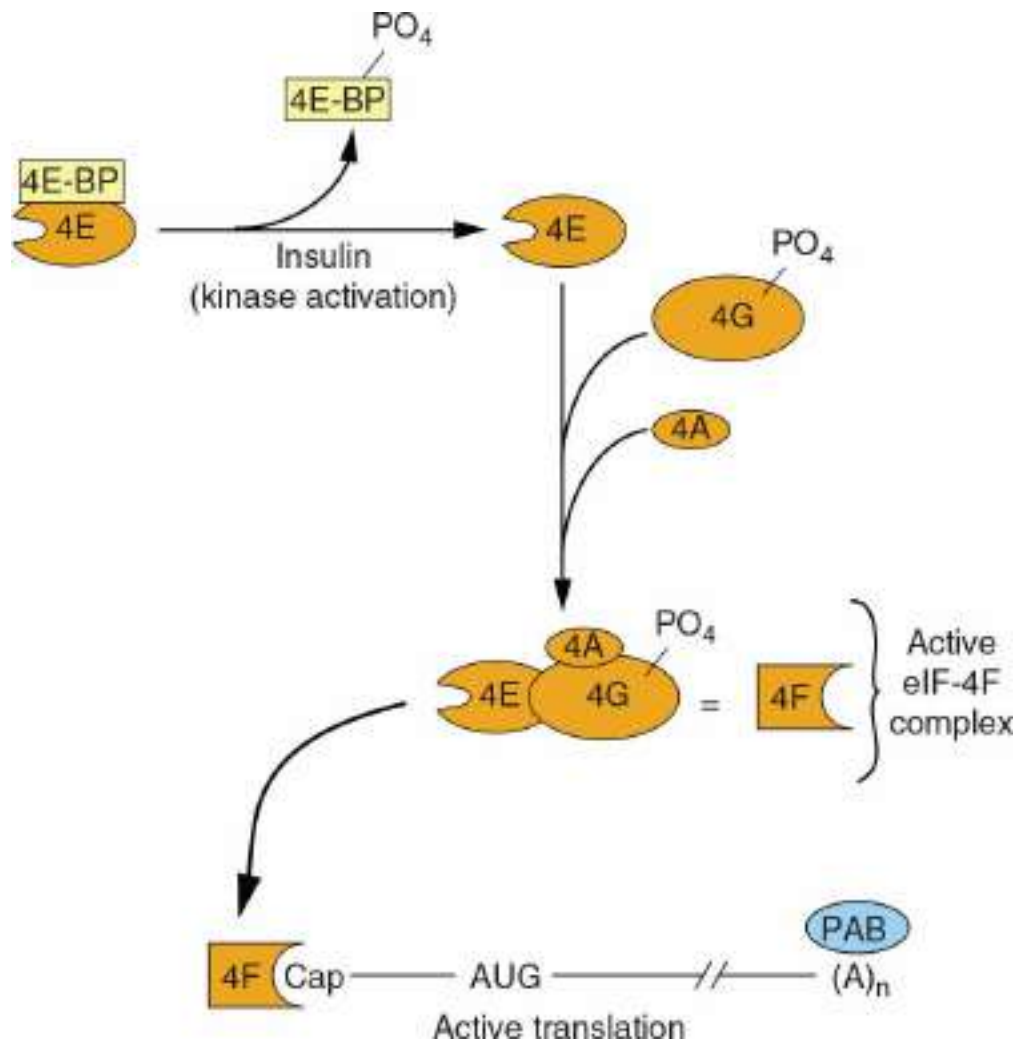 PO₄
4E-BP
4E-BP
4E
Insulin
(kinase activation)
4E
PO₄
4G
4A
4A
PO₄
4E
4G
=
4F
Active
eIF-4F
complex
4F
Cap
AUG
PAB
(A)ₙ
Active translation